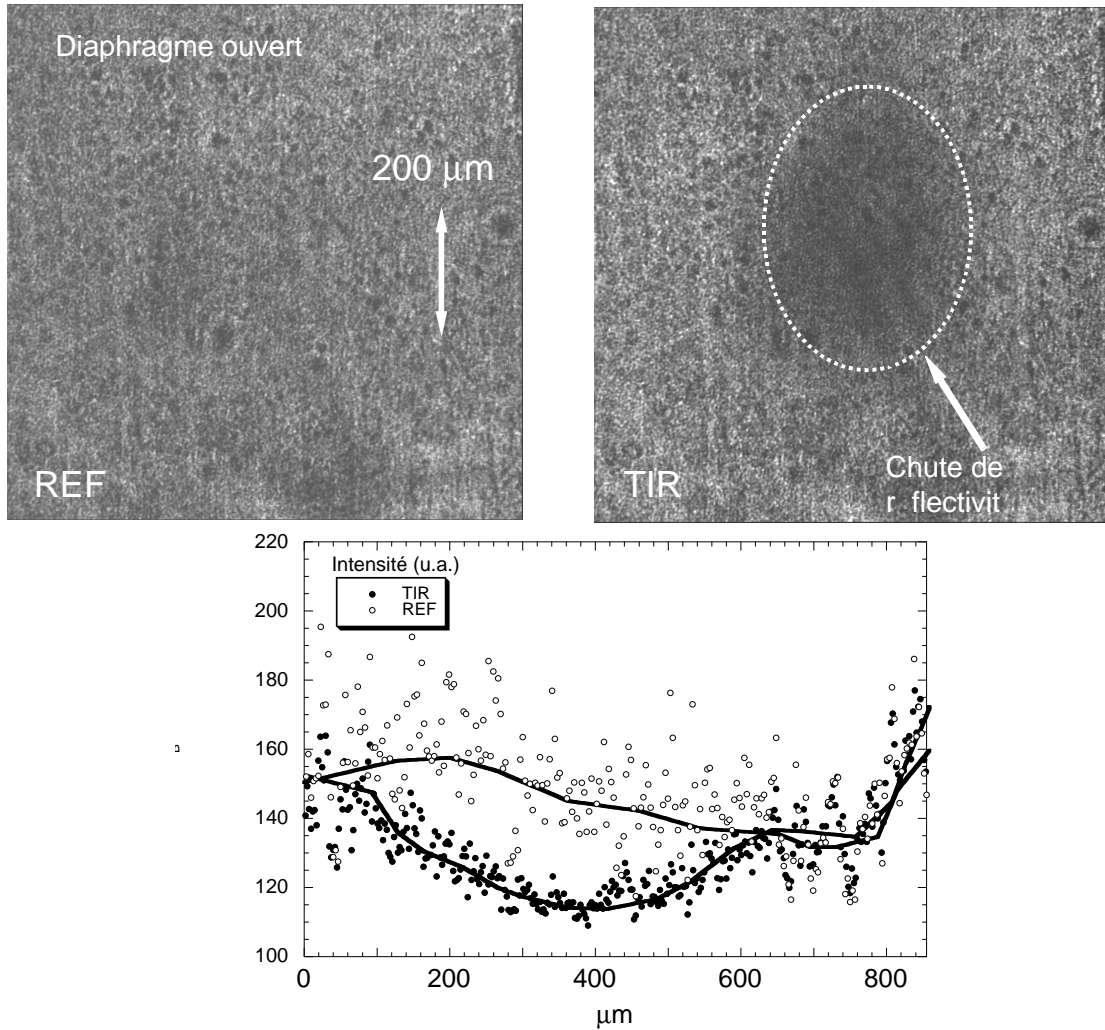 Diaphragme ouvert
200 μm
REF
TIR
Chute de
r flectivit
Intensité (u.a.)
TIR
REF
220
200
180
160
140
120
100
0
200
400
600
800
μm